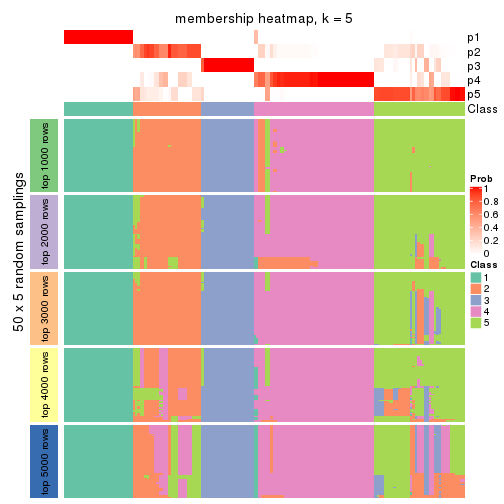 membership heatmap, k = 5
p1
p2
p3
p4
p5
Class
50 x 5 random samplings
top 1000 rows
top 2000 rows
top 3000 rows
top 4000 rows
top 5000 rows
Prob
1
0.8
0.6
0.4
0.2
0
Class
1
2
3
4
5